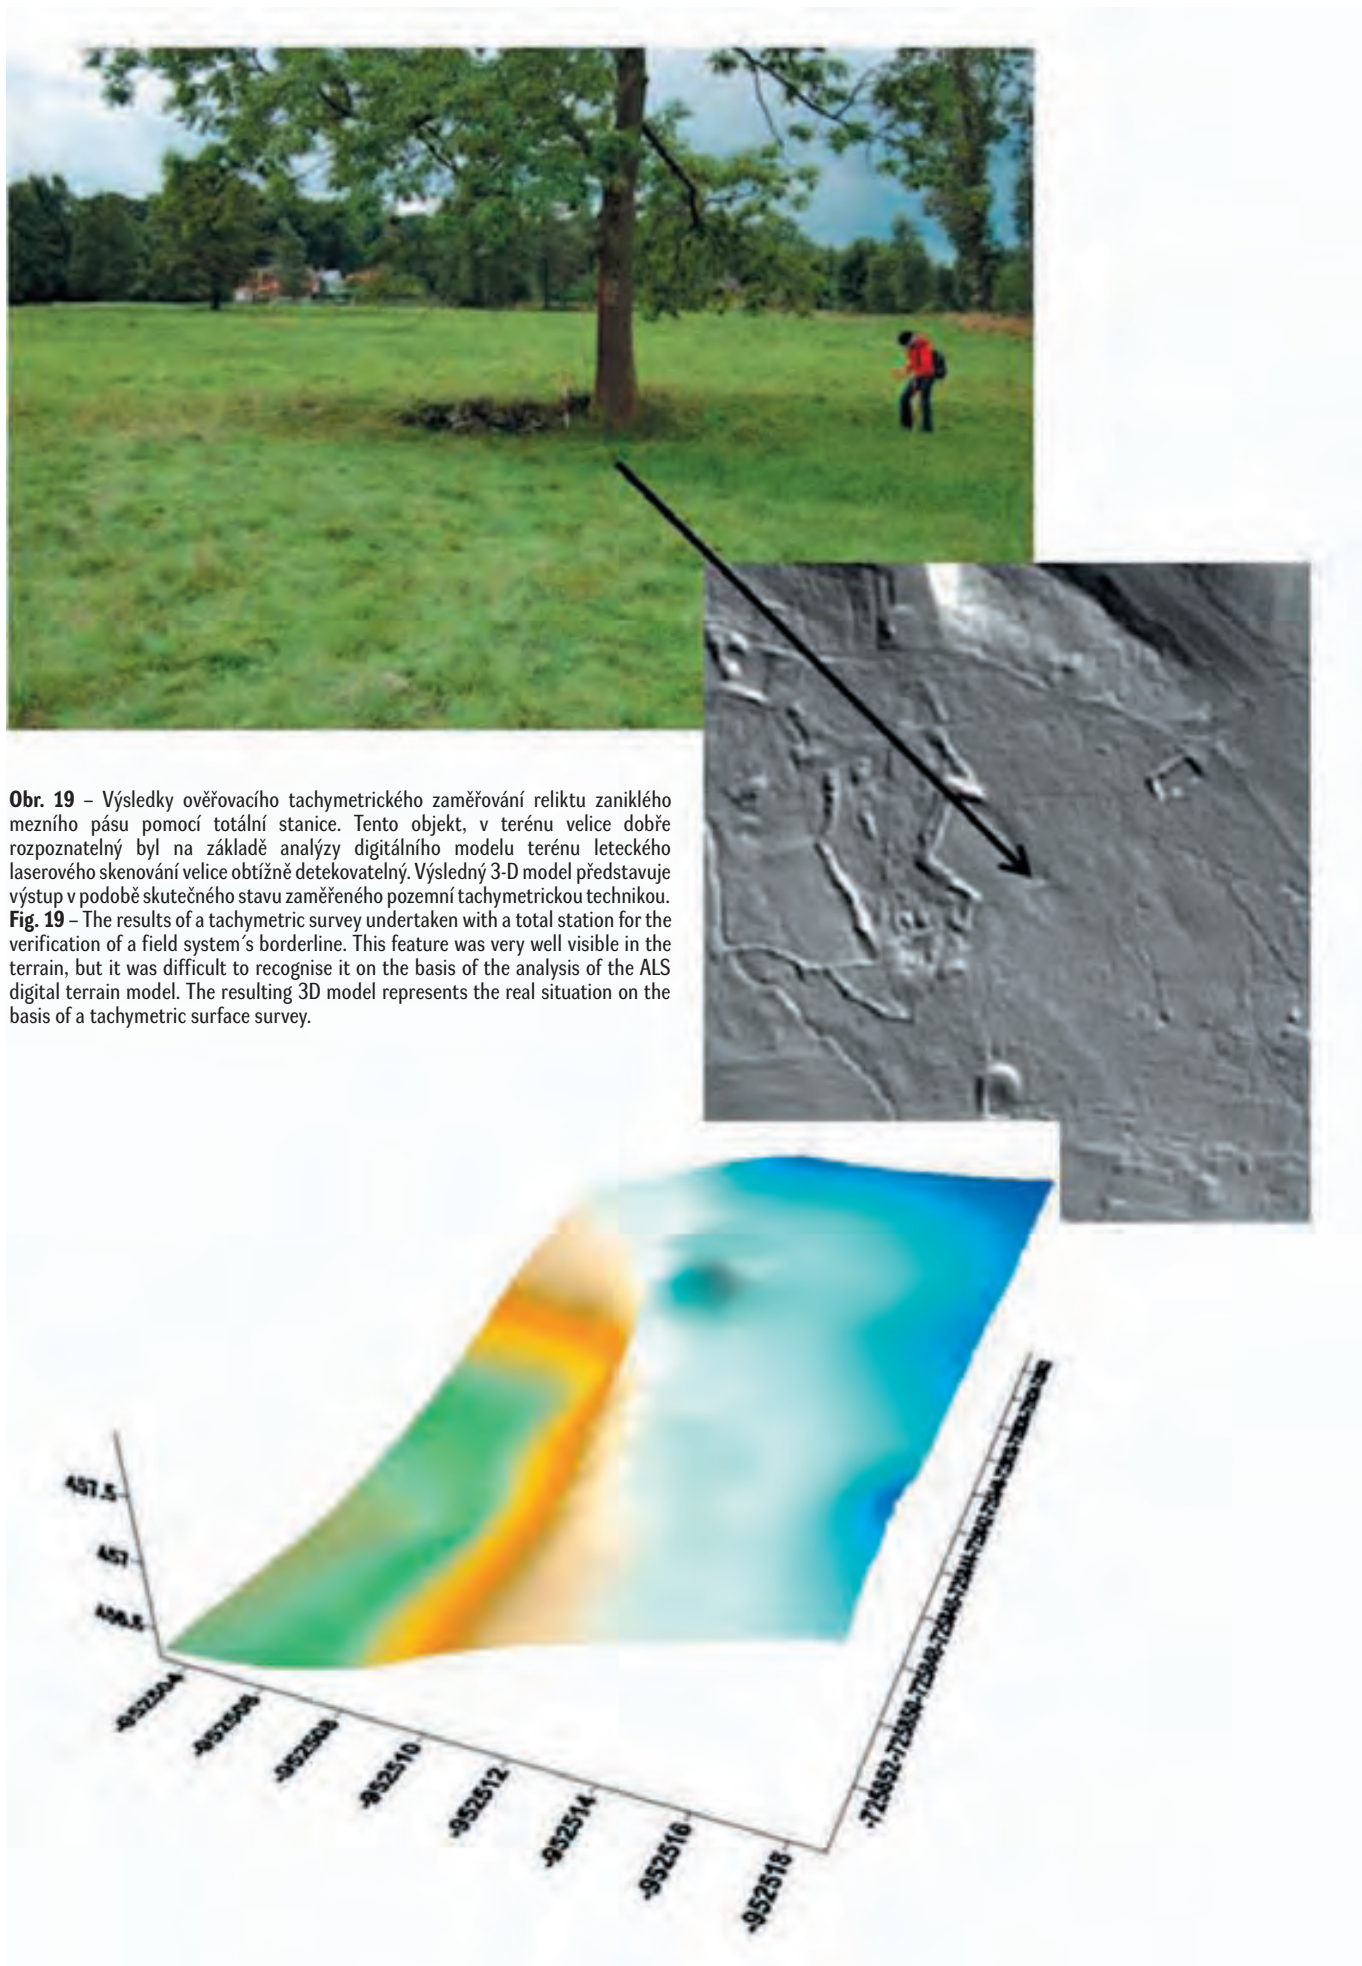 Obr. 19 – Výsledky ověřovacího tachymetrického zaměřování reliktu zaniklého
mezního pásu pomocí totální stanice. Tento objekt, v terénu velice dobře
rozpoznatelný byl na základě analýzy digitálního modelu terénu leteckého
laserového skenování velice obtížně detekovatelný. Výsledný 3-D model představuje
výstup v podobě skutečného stavu zaměřeného pozemní tachymetrickou technikou.
Fig. 19 – The results of a tachymetric survey undertaken with a total station for the
verification of a field system´s borderline. This feature was very well visible in the
terrain, but it was difficult to recognise it on the basis of the analysis of the ALS
digital terrain model. The resulting 3D model represents the real situation on the
basis of a tachymetric surface survey.
457.5
457
456.5
-952504
-952506
-952508
-952510
-952512
-952514
-952516
-952518